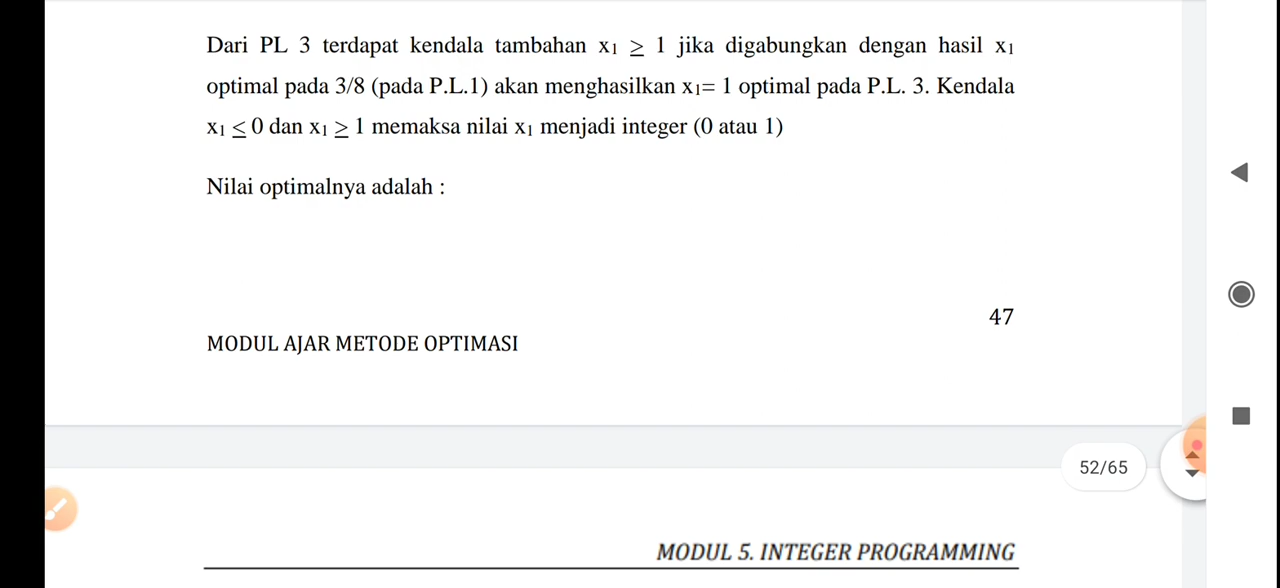 Dari PL 3 terdapat kendala tambahan x₁ ≥ 1 jika digabungkan dengan hasil x₁
optimal pada 3/8 (pada P.L.1) akan menghasilkan x₁= 1 optimal pada P.L. 3. Kendala
x₁ ≤ 0 dan x₁ ≥ 1 memaksa nilai x₁ menjadi integer (0 atau 1)
Nilai optimalnya adalah :
47
MODUL AJAR METODE OPTIMASI
52/65
MODUL 5. INTEGER PROGRAMMING